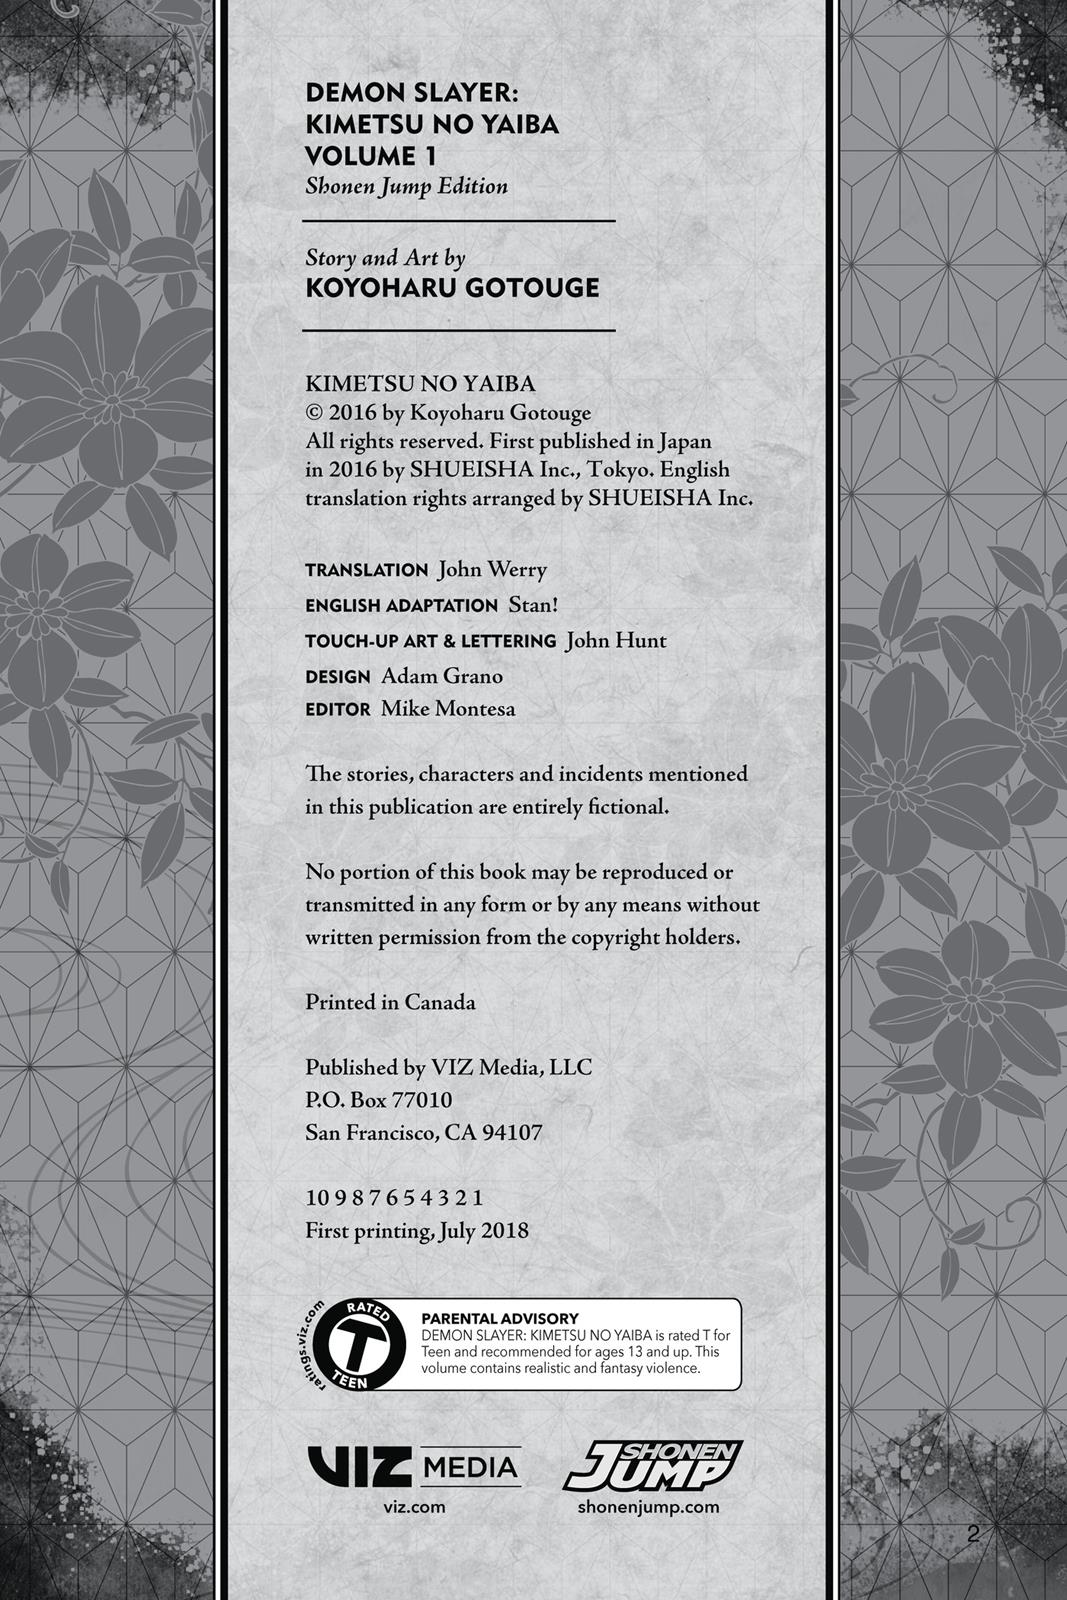 DEMON SLAYER:
KIMETSU NO YAIBA
VOLUME 1
Shonen Jump Edition
Story and Art by
KOYOHARU GOTOUGE
KIMETSU NO YAIBA
© 2016 by Koyoharu Gotouge
All rights reserved. First published in Japan
in 2016 by SHUEISHA Inc., Tokyo. English
translation rights arranged by SHUEISHA Inc.
TRANSLATION John Werry
ENGLISH ADAPTATION Stan!
TOUCH-UP ART & LETTERING John Hunt
DESIGN Adam Grano
EDITOR Mike Montesa
The stories, characters and incidents mentioned
in this publication are entirely fictional.
No portion of this book may be reproduced or
transmitted in any form or by any means without
written permission from the copyright holders.
Printed in Canada
Published by VIZ Media, LLC
P.O. Box 77010
San Francisco, CA 94107
10 9 8 7 6 5 4 3 2 1
First printing, July 2018
ratings.viz.com
RATED
T
TEEN
PARENTAL ADVISORY
DEMON SLAYER: KIMETSU NO YAIBA is rated T for
Teen and recommended for ages 13 and up. This
volume contains realistic and fantasy violence.
VIZ MEDIA
viz.com
SHONEN
JUMP
shonenjump.com
2